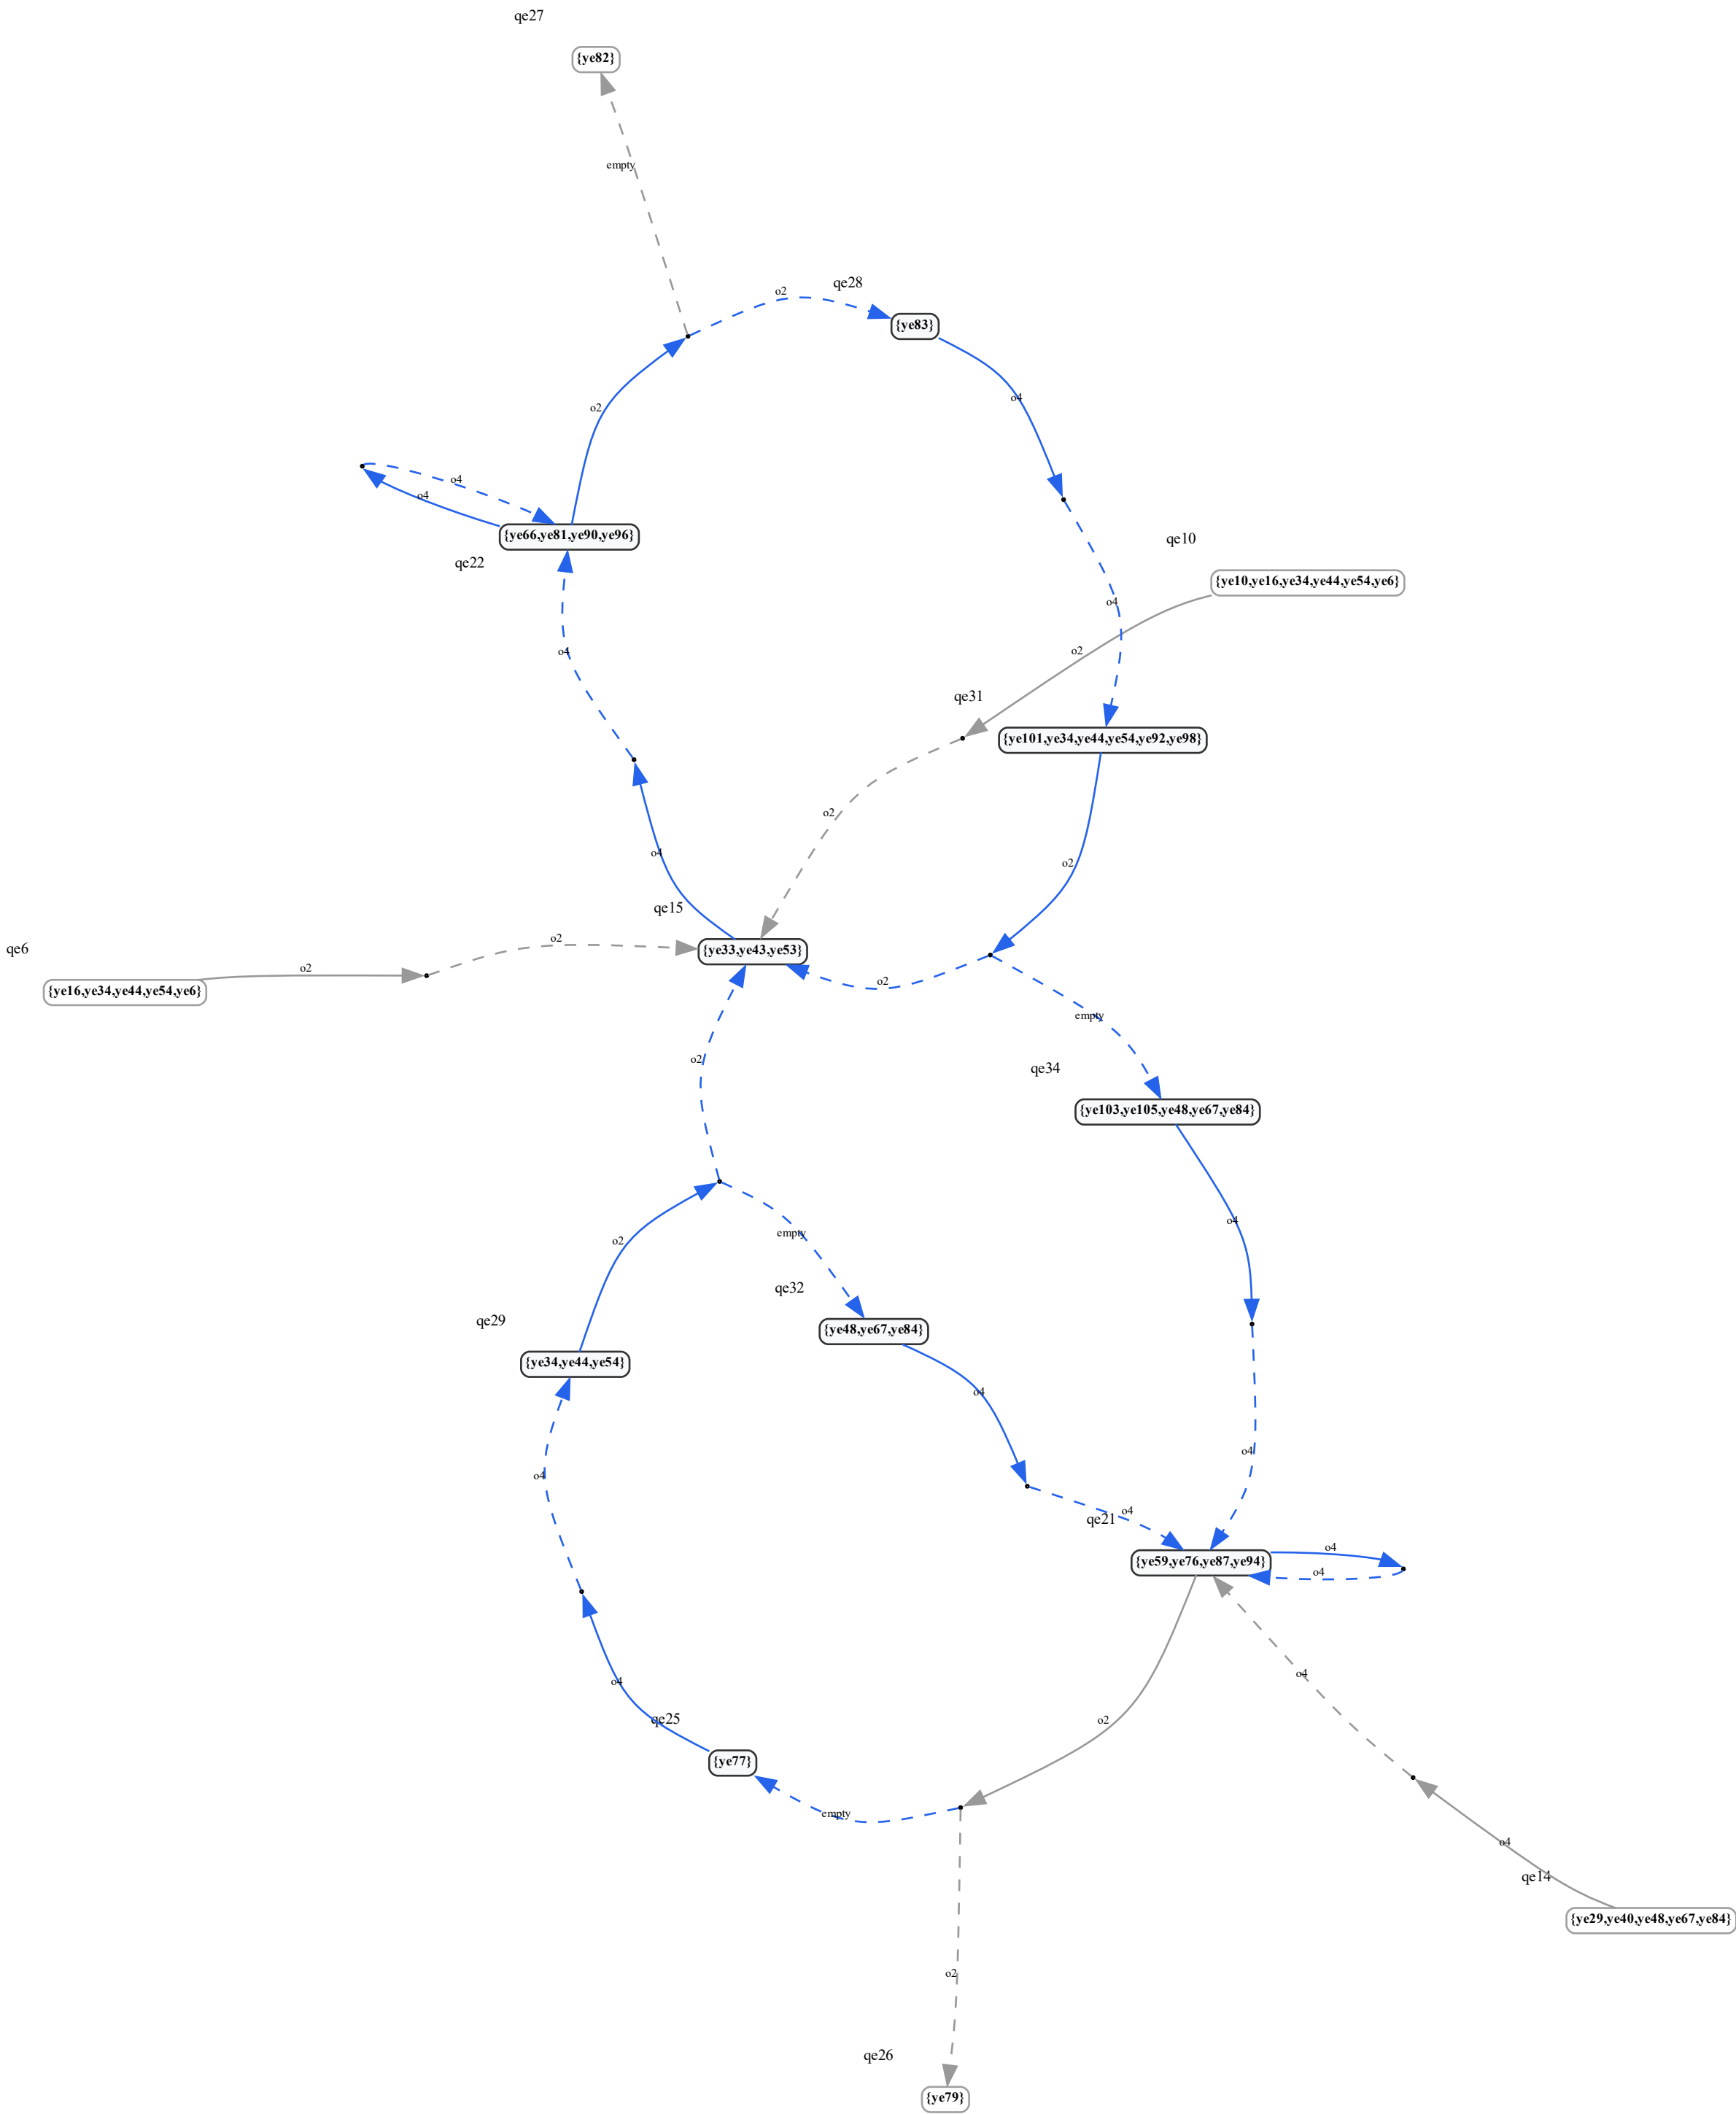 qe27
{ye82}
empty
o2
qe28
{ye83}
o4
o2
o4
o4
{ye66,ye81,ye90,ye96}
qe22
qe10
{ye10,ye16,ye34,ye44,ye54,ye6}
o4
o4
o2
qe31
{ye101,ye34,ye44,ye54,ye92,ye98}
o2
o4
o2
qe15
qe6
o2
{ye33,ye43,ye53}
o2
{ye16,ye34,ye44,ye54,ye6}
o2
empty
o2
qe34
{ye103,ye105,ye48,ye67,ye84}
o4
empty
o2
qe32
qe29
{ye48,ye67,ye84}
{ye34,ye44,ye54}
o4
o4
o4
o4
qe21
o4
{ye59,ye76,ye87,ye94}
o4
o4
o4
qe25
o2
{ye77}
empty
o4
qe14
{ye29,ye40,ye48,ye67,ye84}
o2
qe26
{ye79}